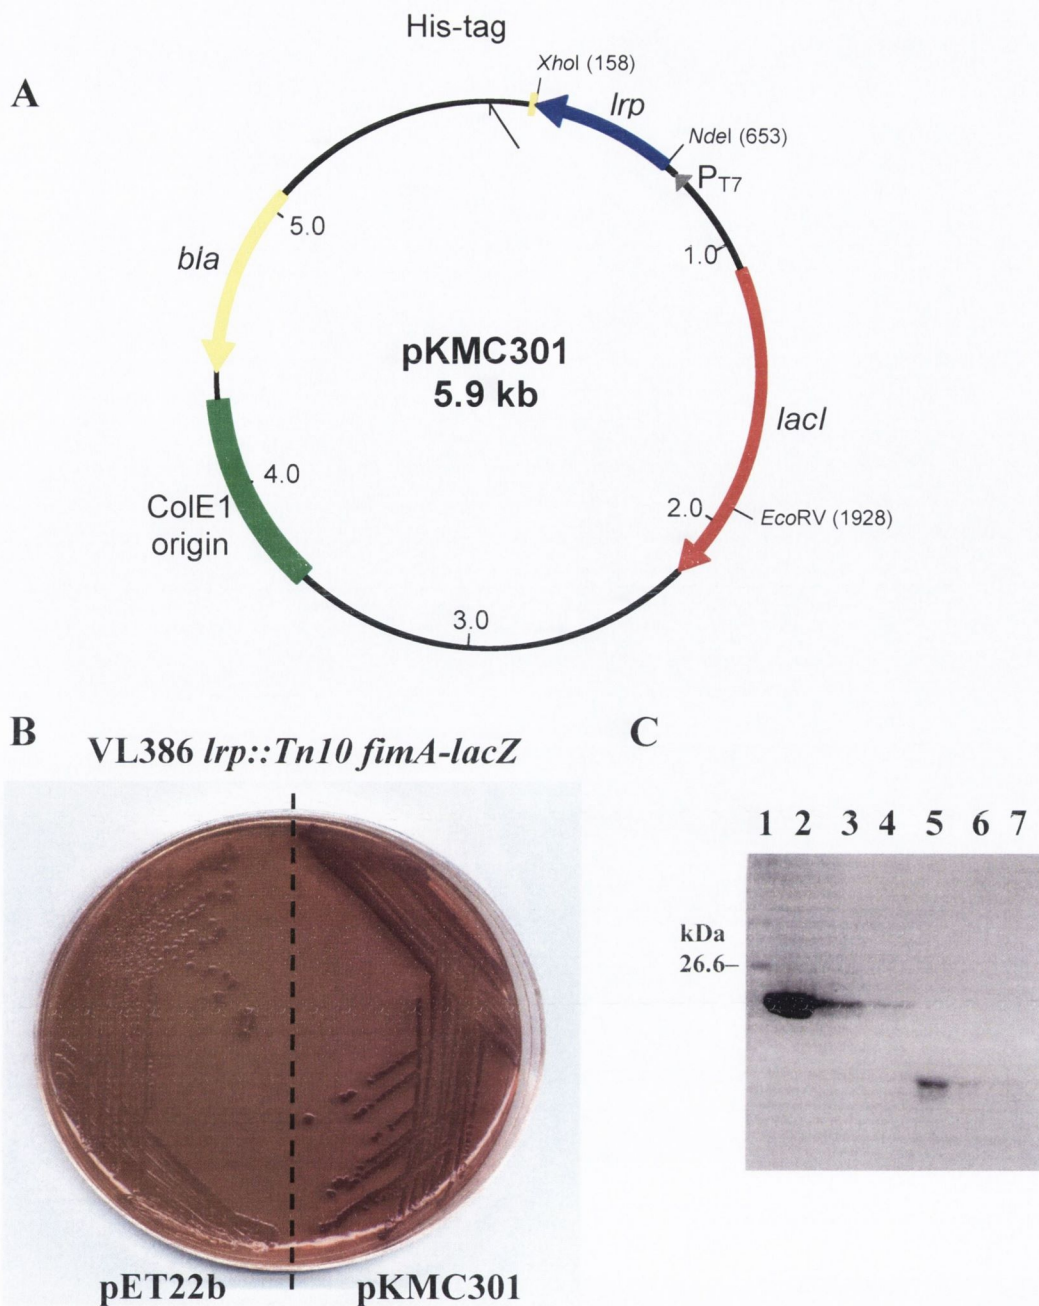 A
His-tag
XhoI (158)
lrp
NdeI (653)
PT7
1.0
5.0
bla
pKMC301
5.9 kb
lacI
4.0
ColE1
origin
2.0
EcoRV (1928)
3.0
B
VL386 lrp::Tn10 fimA-lacZ
pET22b
pKMC301
C
1 2 3 4 5 6 7
kDa
26.6–